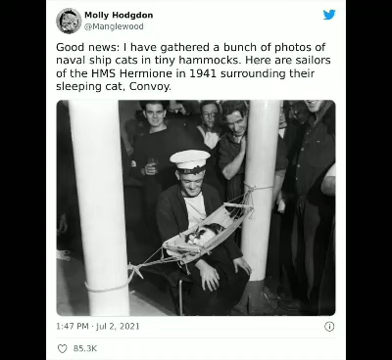 Molly Hodgdon
@Manglewood
Good news: I have gathered a bunch of photos of
naval ship cats in tiny hammocks. Here are sailors
of the HMS Hermione in 1941 surrounding their
sleeping cat, Convoy.
1:47 PM · Jul 2, 2021
85.3K